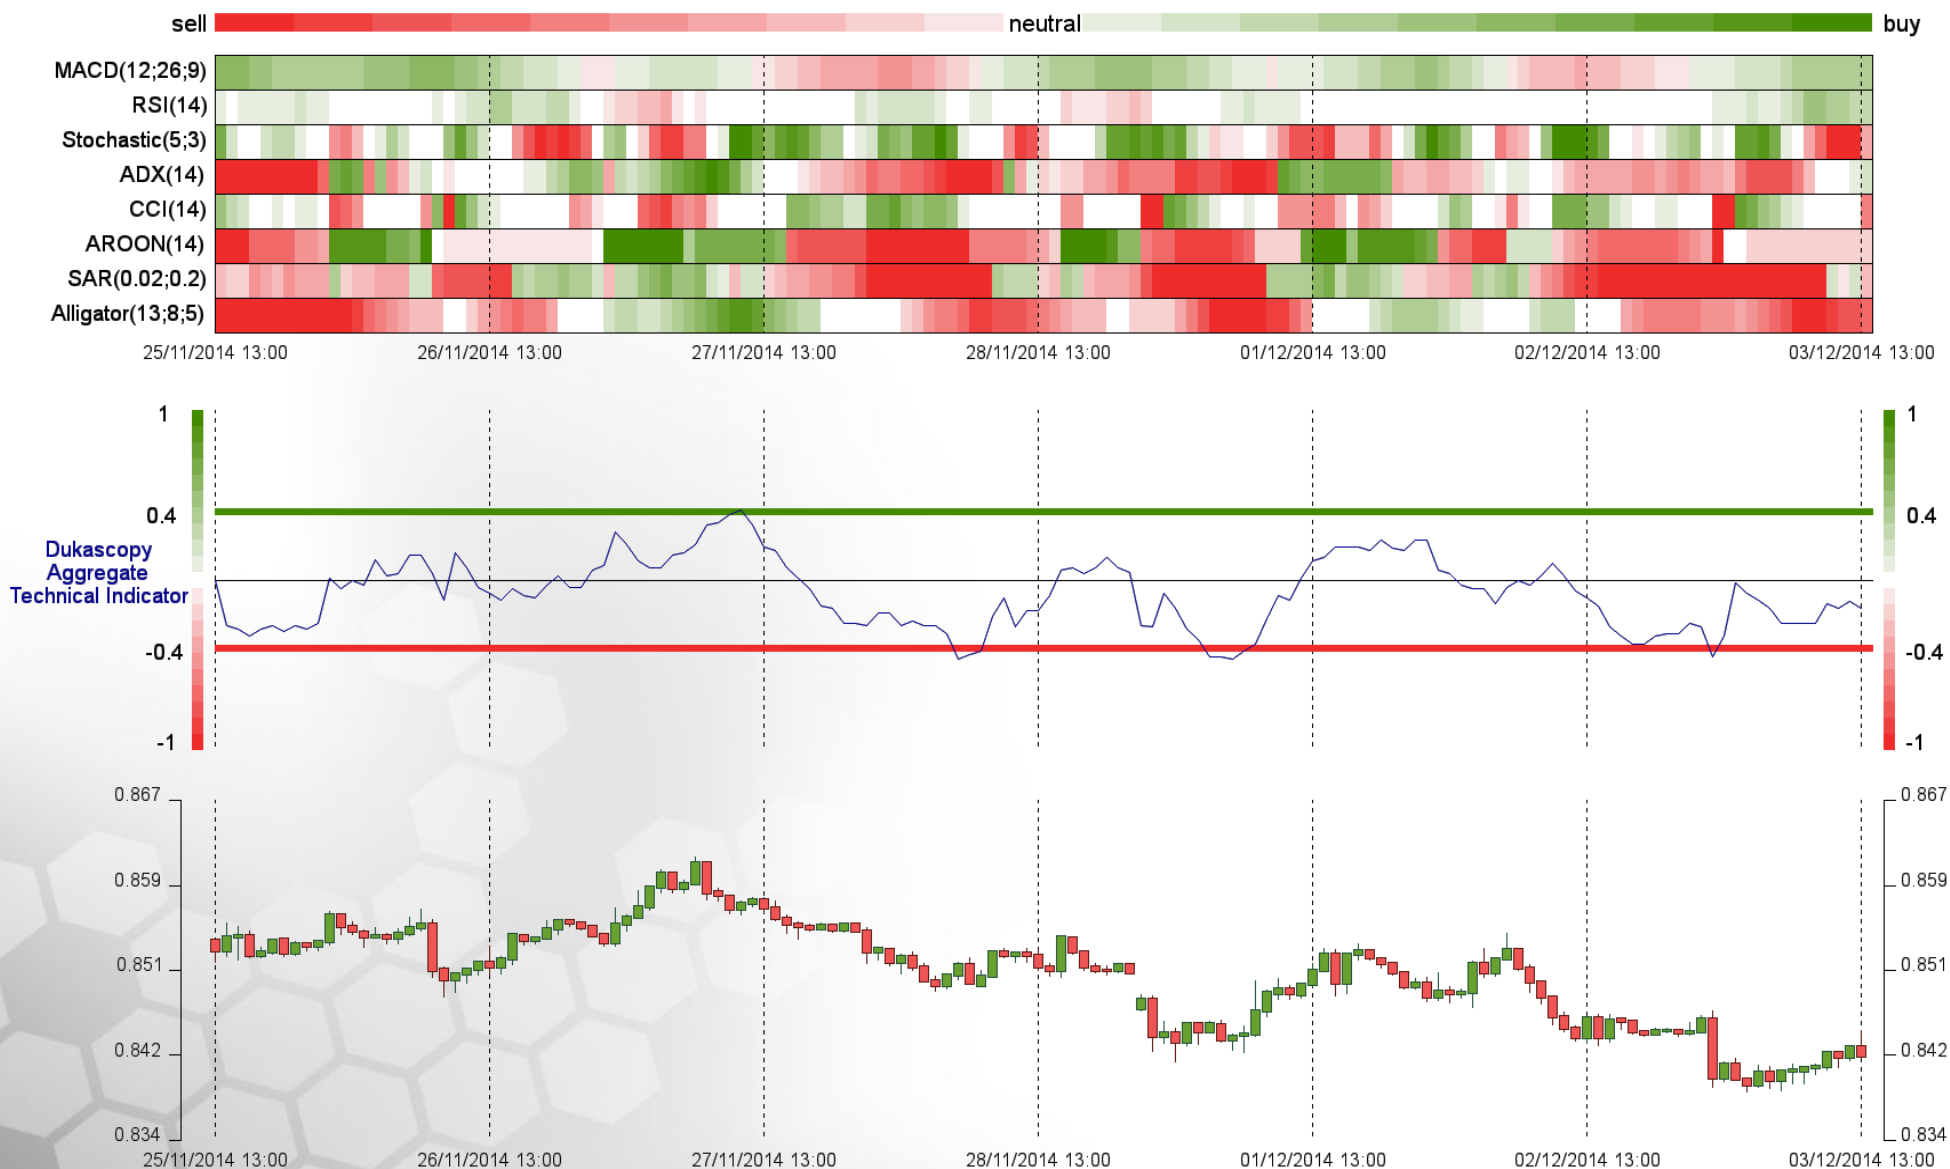 sell neutral buy
MACD(12;26;9)
RSI(14)
Stochastic(5;3)
ADX(14)
CCI(14)
AROON(14)
SAR(0.02;0.2)
Alligator(13;8;5)
25/11/2014 13:00 26/11/2014 13:00 27/11/2014 13:00 28/11/2014 13:00 01/12/2014 13:00 02/12/2014 13:00 03/12/2014 13:00
1 1
0.4 0.4
Dukascopy
Aggregate
Technical Indicator
-0.4 -0.4
-1 -1
0.867 0.867
0.859 0.859
0.851 0.851
0.842 0.842
0.834 0.834
25/11/2014 13:00 26/11/2014 13:00 27/11/2014 13:00 28/11/2014 13:00 01/12/2014 13:00 02/12/2014 13:00 03/12/2014 13:00